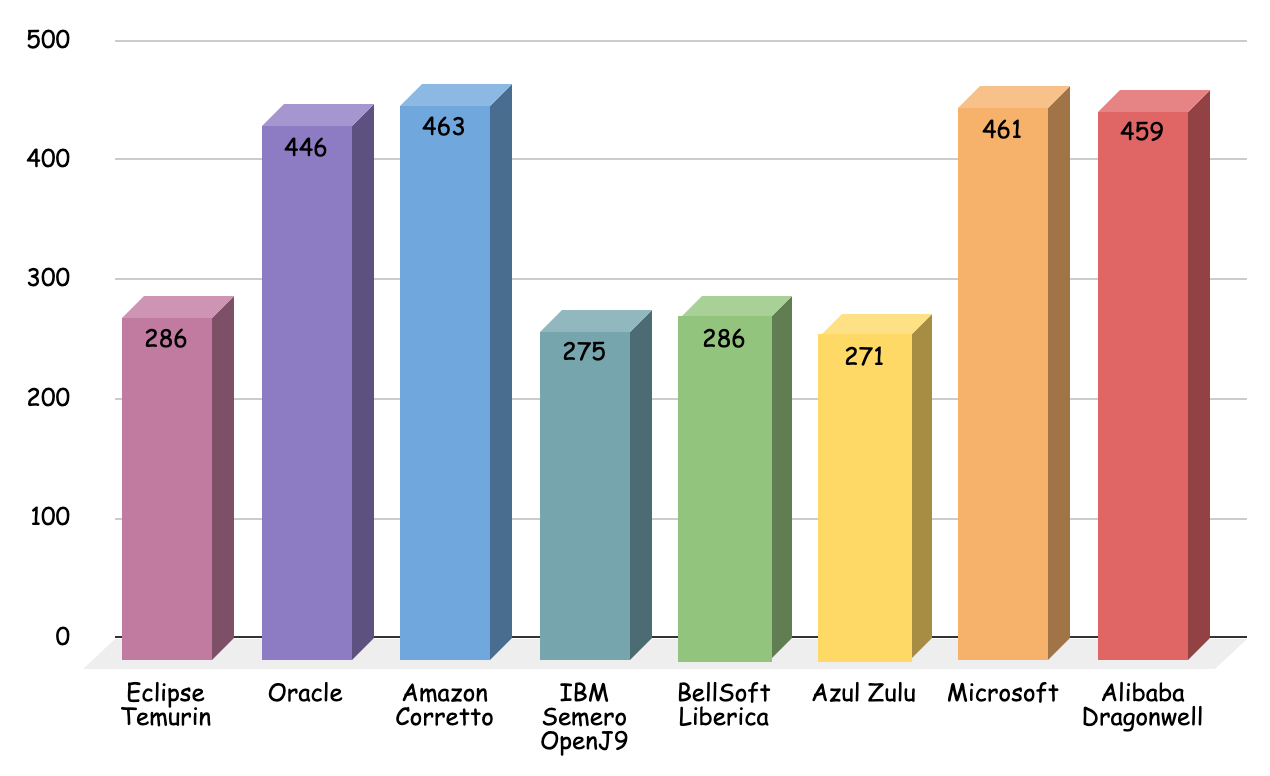 500
400
300
200
100
0
286
446
463
275
286
271
461
459
Eclipse
Temurin
Oracle
Amazon
Corretto
IBM
Semero
OpenJ9
BellSoft
Liberica
Azul Zulu
Microsoft
Alibaba
Dragonwell